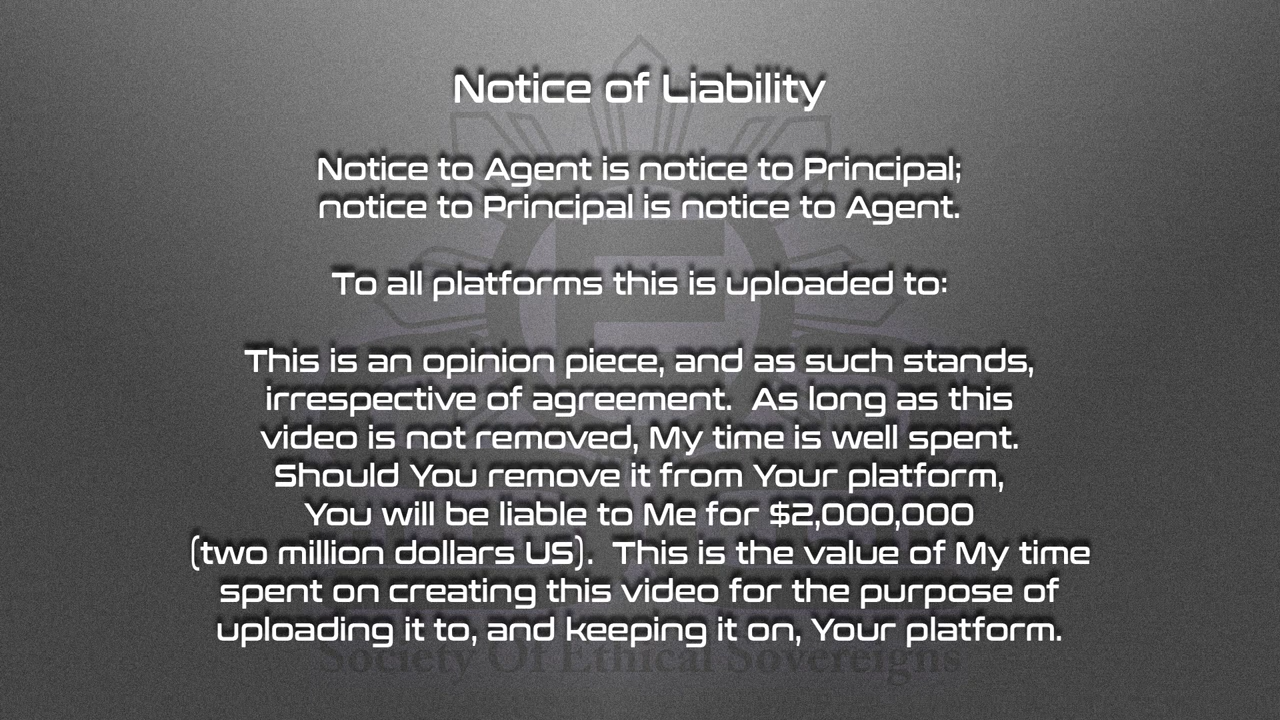 Notice of Liability
Notice to Agent is notice to Principal;
notice to Principal is notice to Agent.
To all platforms this is uploaded to:
This is an opinion piece, and as such stands,
irrespective of agreement.  As long as this
video is not removed, My time is well spent.
Should You remove it from Your platform,
You will be liable to Me for $2,000,000
(two million dollars US).  This is the value of My time
spent on creating this video for the purpose of
uploading it to, and keeping it on, Your platform.
Society Of Ethical Sovereigns